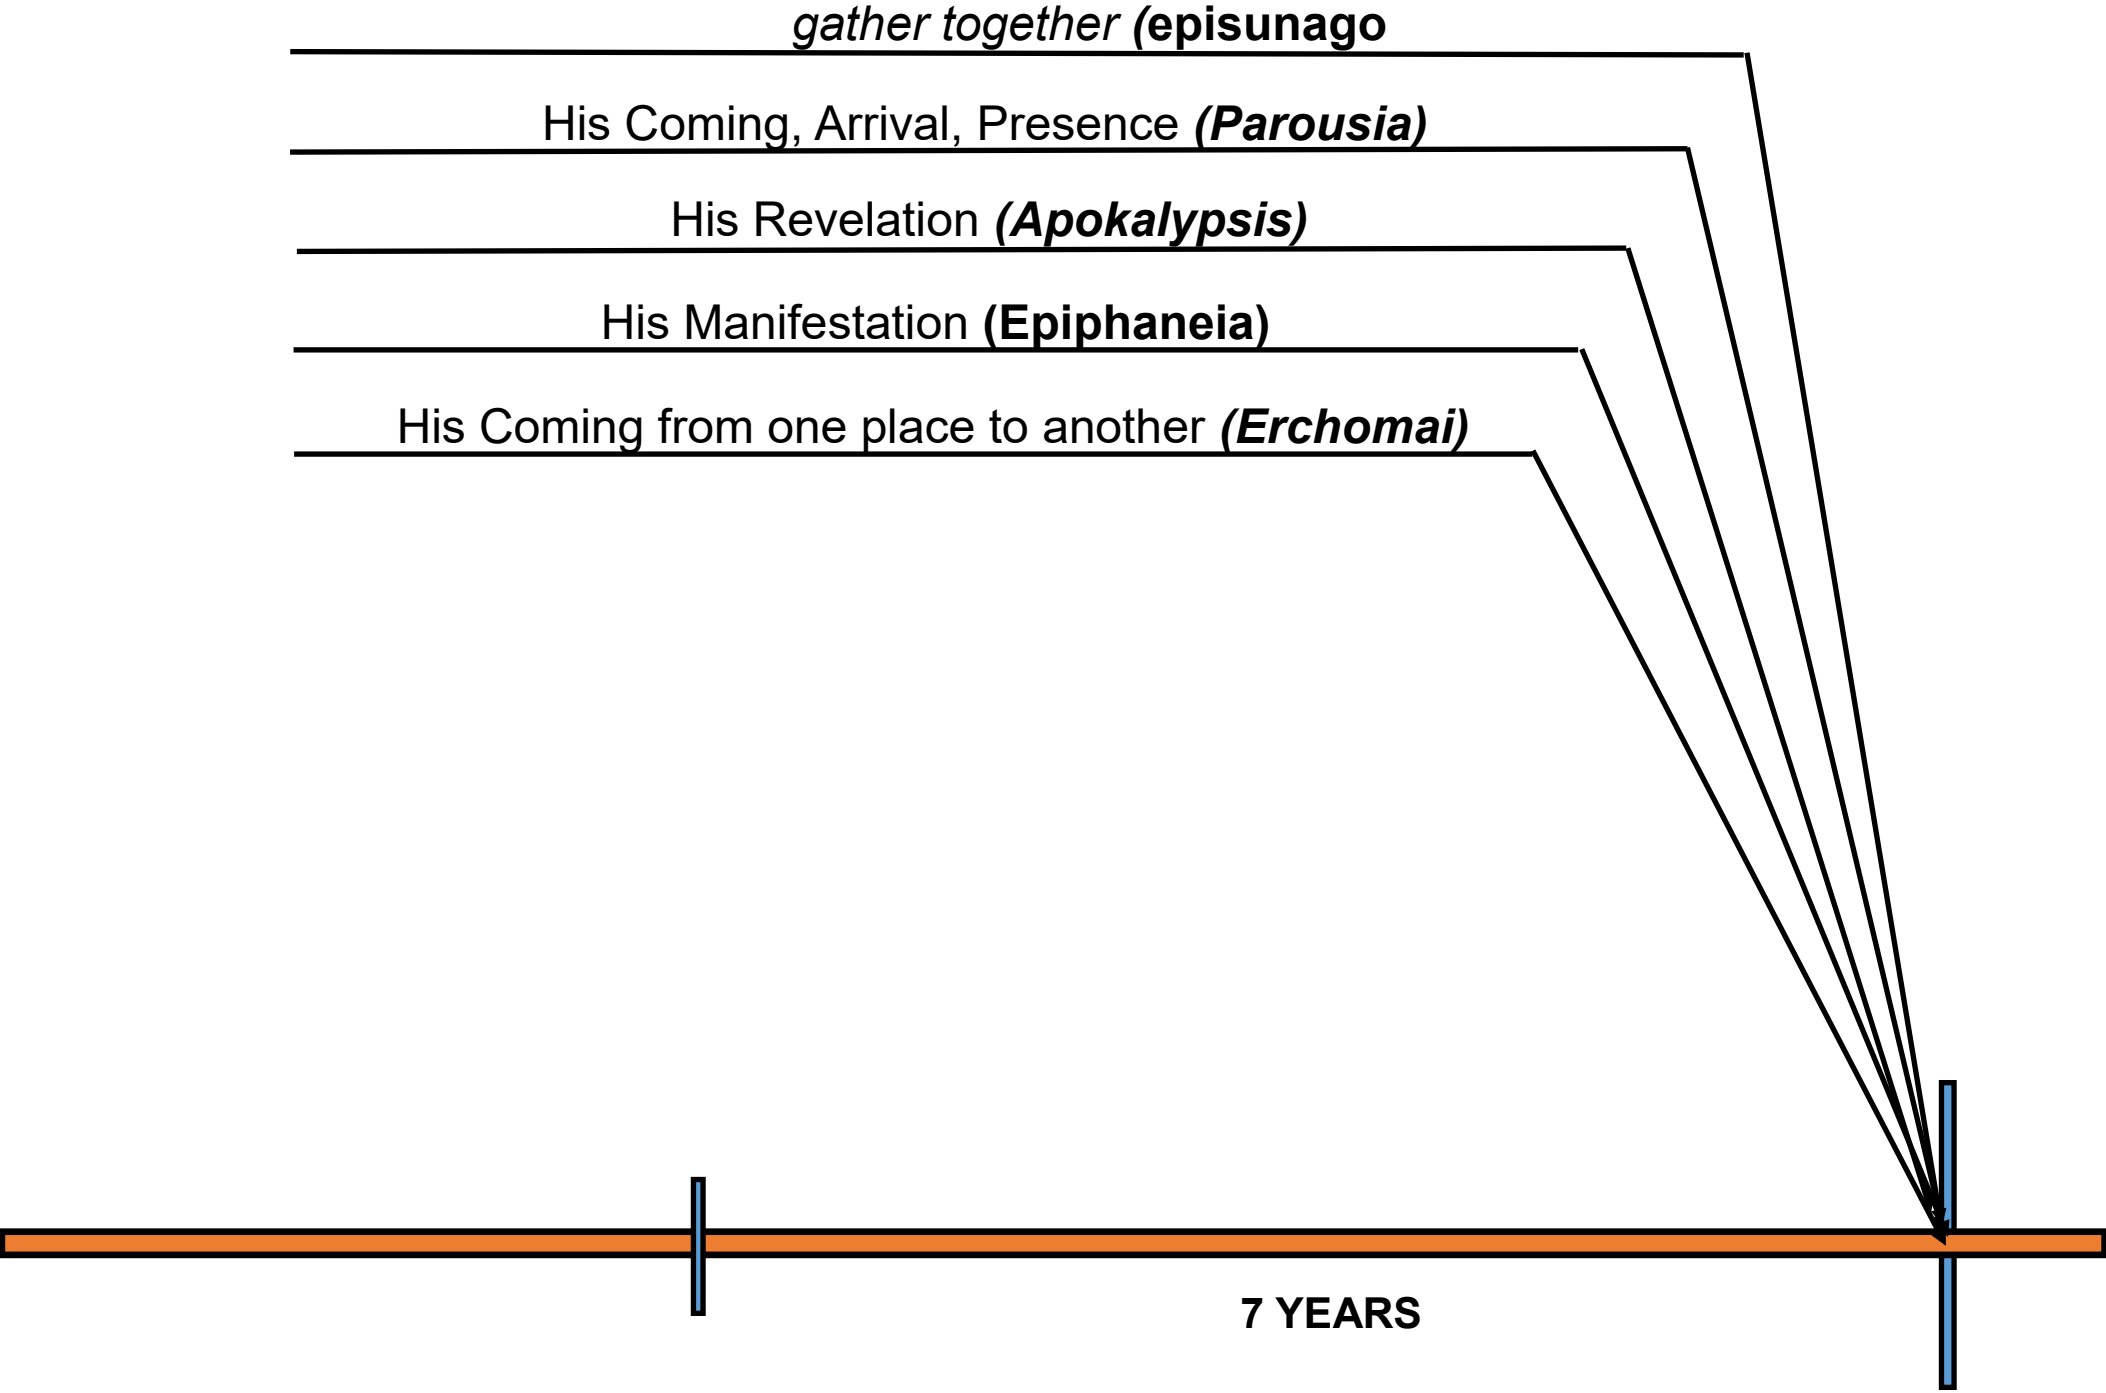 gather together (episunago
His Coming, Arrival, Presence (Parousia)
His Revelation (Apokalypsis)
His Manifestation (Epiphaneia)
His Coming from one place to another (Erchomai)
7 YEARS